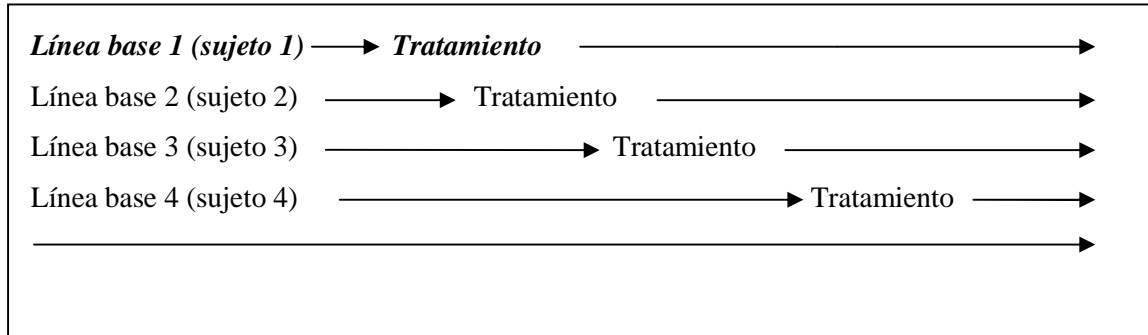 Línea base 1 (sujeto 1) Tratamiento
Línea base 2 (sujeto 2) Tratamiento
Línea base 3 (sujeto 3) Tratamiento
Línea base 4 (sujeto 4) Tratamiento